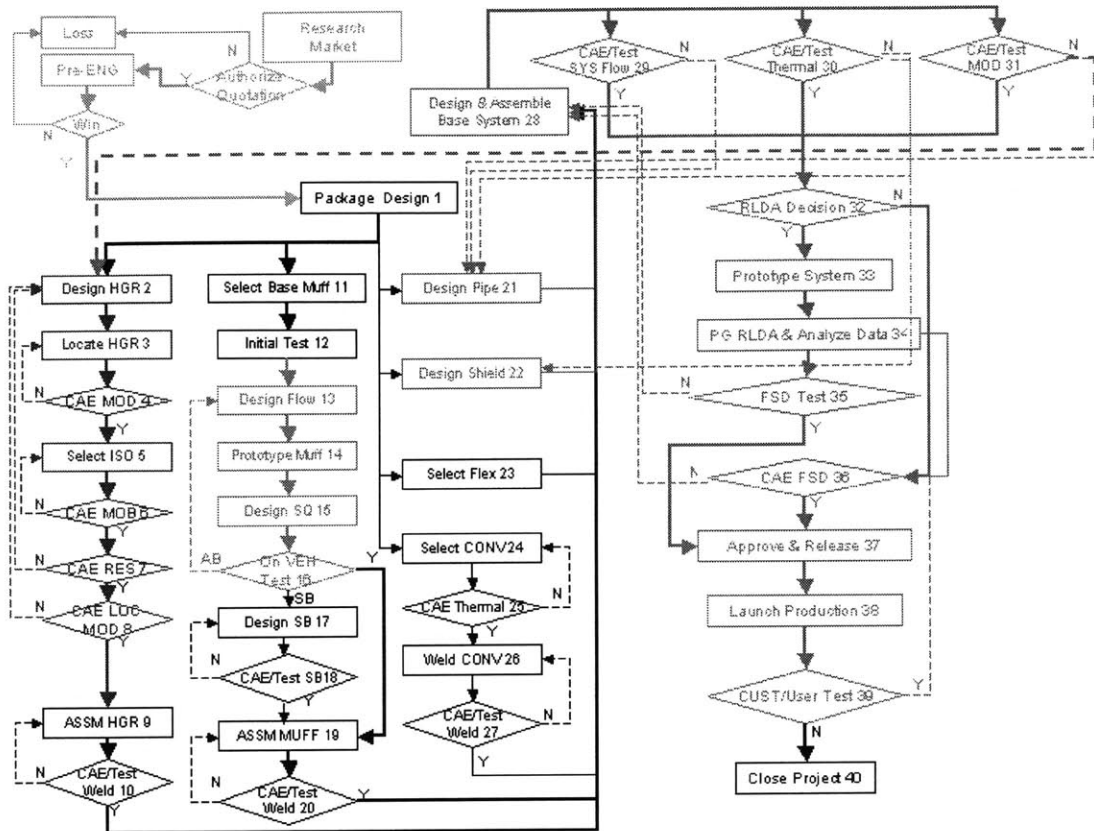 Loss
Research
Market
N
Pre-ENG
Y
Authorize
Quotation
N
Win
Y
CAE/Test
SYS Flow 29
N
Y
CAE/Test
Thermal 30
N
Y
CAE/Test
MOD 31
N
Y
Design & Assemble
Base System 28
Package Design 1
RLDA Decision 32
N
Y
Design HGR 2
Select Base Muff 11
Design Pipe 21
Prototype System 33
Locate HGR 3
Initial Test 12
PG RLDA & Analyze Data 34
N
CAE MOD 4
Y
Design Flow 13
Design Shield 22
N
FSD Test 35
Y
Select ISO 5
Prototype Muff 14
Select Flex 23
N
CAE FSD 36
Y
N
CAE MOB 6
Y
Design SQ 15
N
CAE RES 7
Y
AB
On VEH
Test 16
Y
SB
Select CONV24
Approve & Release 37
N
CAE LOC
MOD 8
Y
Design SB 17
CAE Thermal 25
N
Y
Launch Production 38
N
CAE/Test SB18
Y
Weld CONV 26
CUST/User Test 39
Y
N
ASSM HGR 9
ASSM MUFF 19
CAE/Test
Weld 27
N
Y
N
CAE/Test
Weld 10
Y
N
CAE/Test
Weld 20
Y
Close Project 40